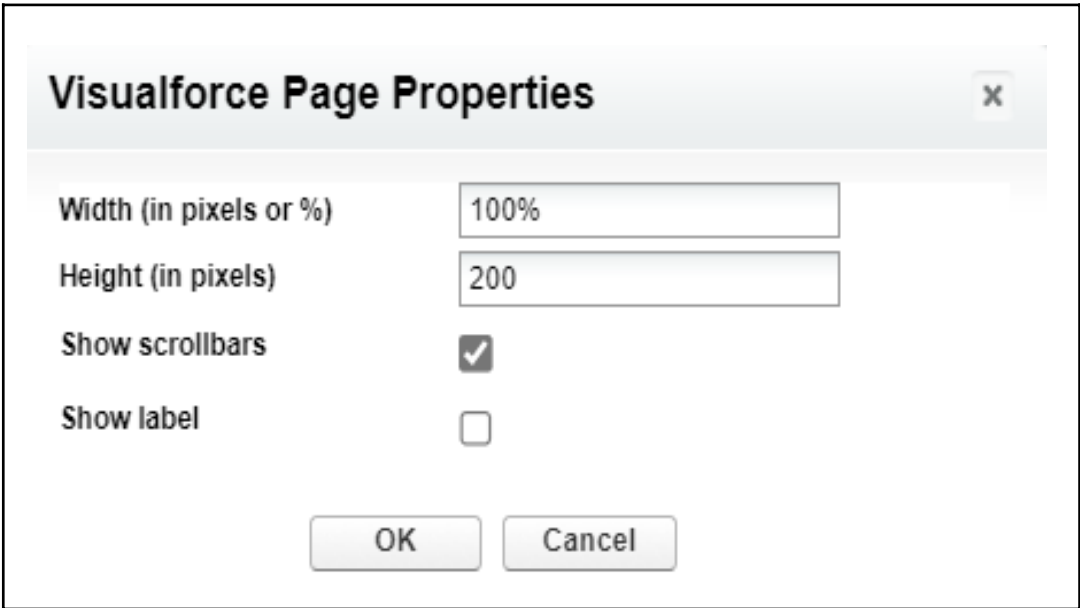 Visualforce Page Properties
Width (in pixels or %) 100%
Height (in pixels) 200
Show scrollbars
Show label
OK Cancel